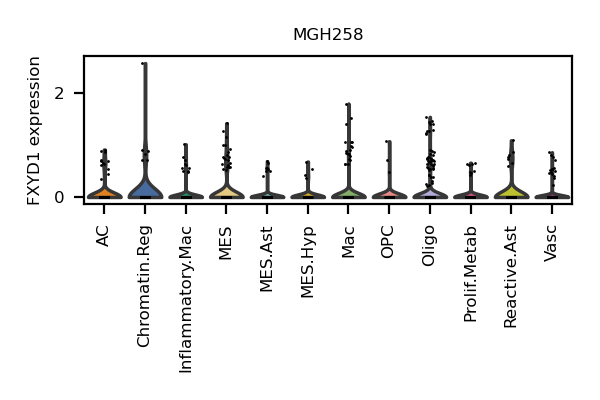 MGH258
FXYD1 expression
2
0
AC
Chromatin.Reg
Inflammatory.Mac
MES
MES.Ast
MES.Hyp
Mac
OPC
Oligo
Prolif.Metab
Reactive.Ast
Vasc